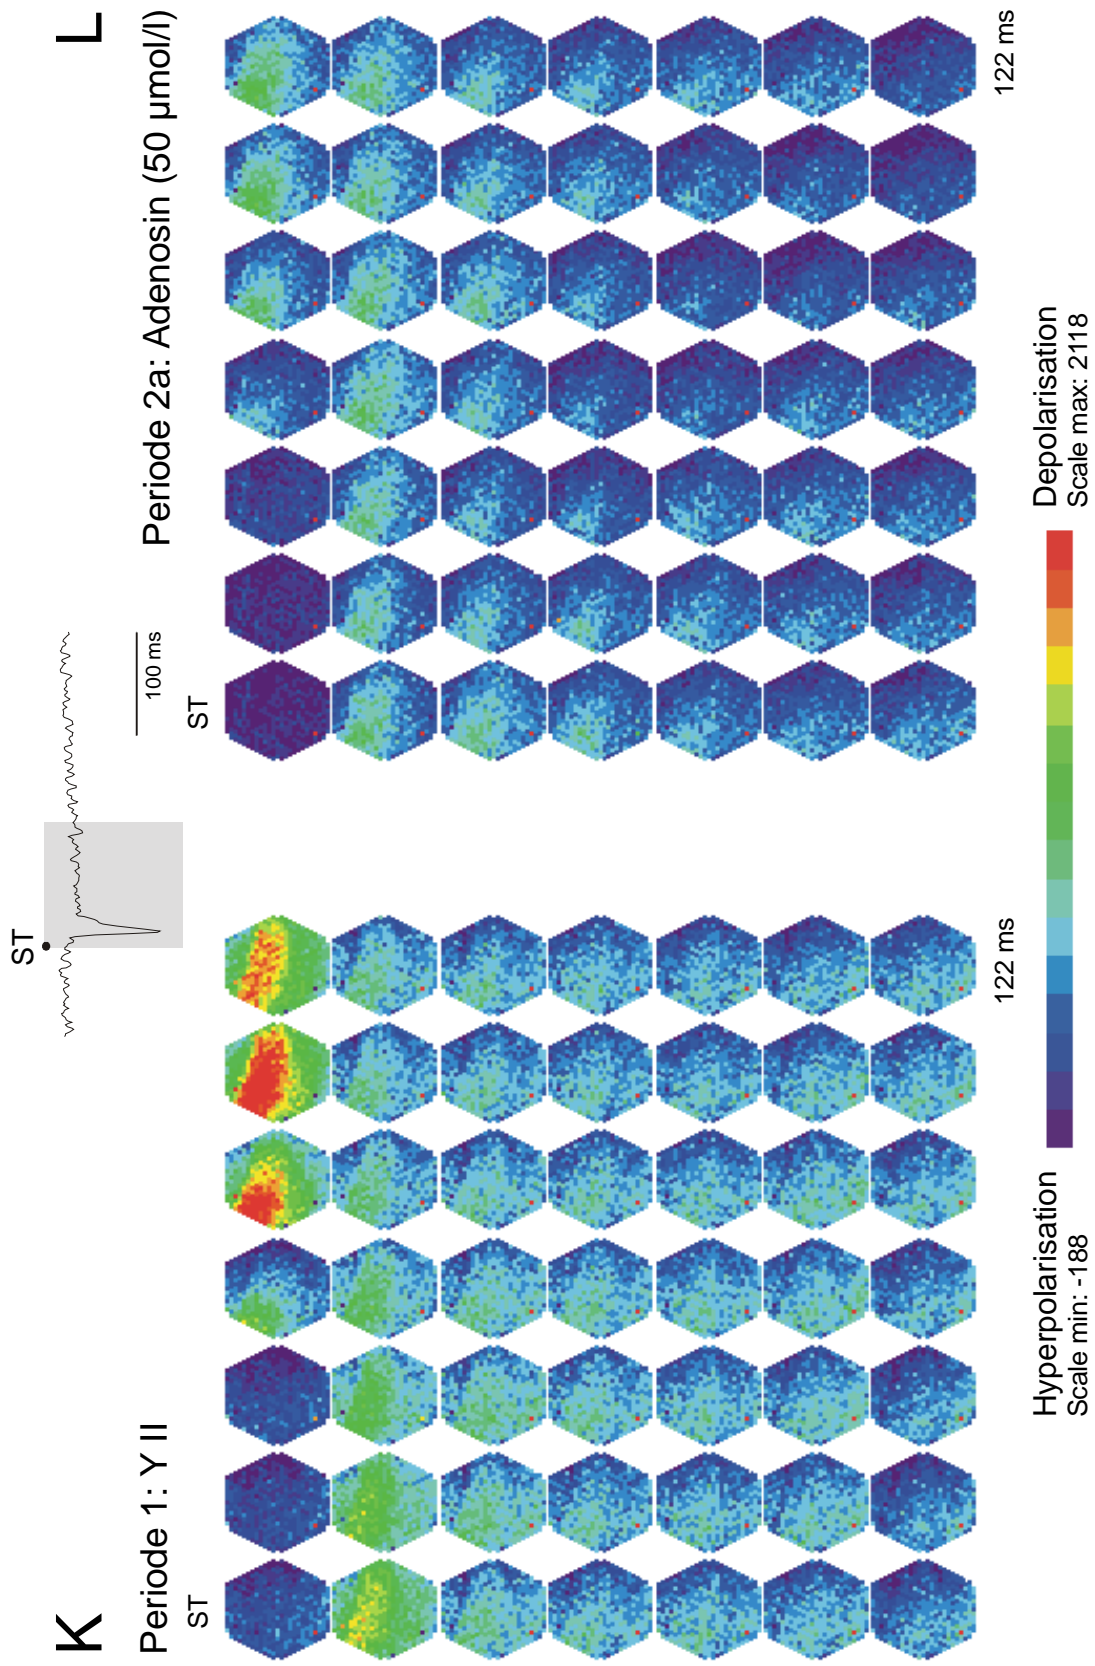 K
L
ST
100 ms
Periode 1: Y II
Periode 2a: Adenosin (50 µmol/l)
ST
ST
122 ms
122 ms
Hyperpolarisation
Scale min: -188
Depolarisation
Scale max: 2118